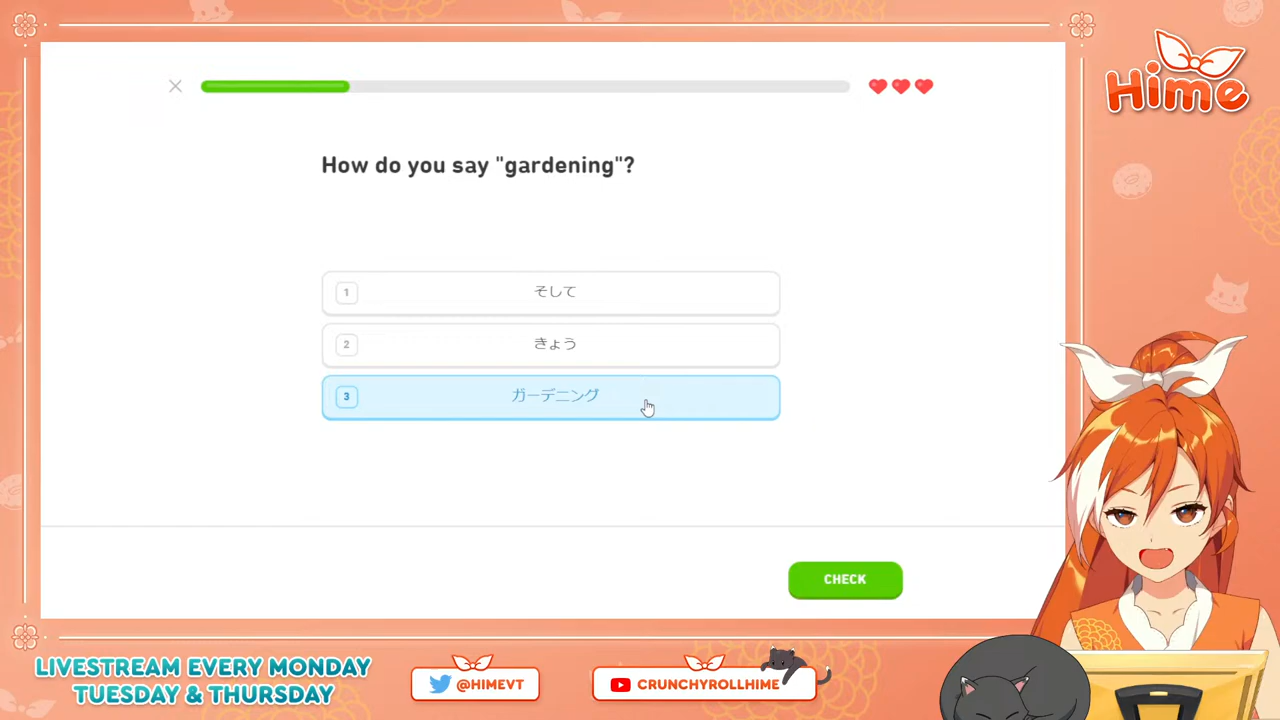 Hime
How do you say "gardening"?
1 そして
2 きょう
3 ガーデニング
CHECK
LIVESTREAM EVERY MONDAY
TUESDAY & THURSDAY
@HIMEVT
CRUNCHYROLLHIME